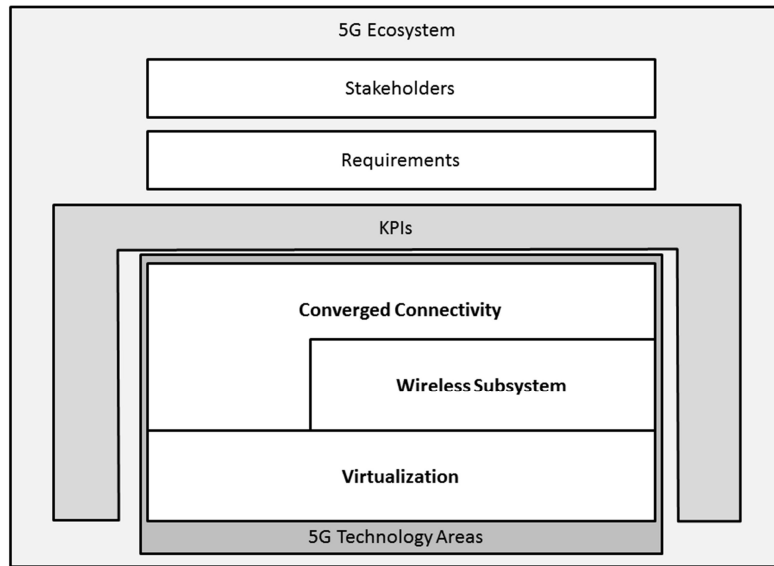 5G Ecosystem
Stakeholders
Requirements
KPIs
Converged Connectivity
Wireless Subsystem
Virtualization
5G Technology Areas